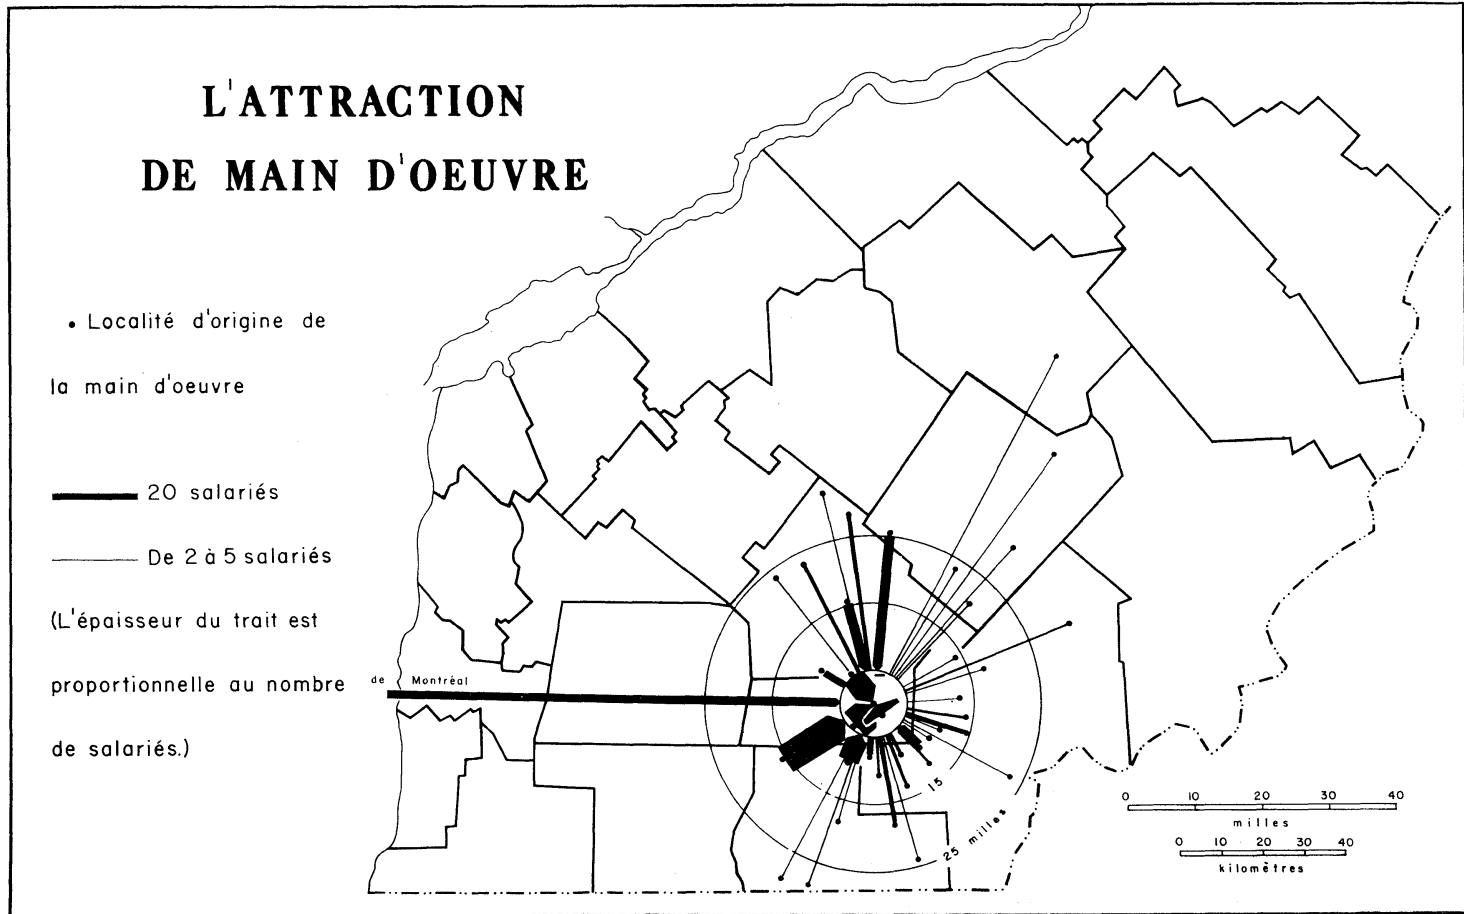 L'ATTRACTION
DE MAIN D'OEUVRE
• Localité d'origine de
la main d'oeuvre
20 salariés
De 2 à 5 salariés
(L'épaisseur du trait est
proportionnelle au nombre
de salariés.)
de Montréal
15
25 milles
0 10 20 30 40
milles
0 10 20 30 40
kilomètres